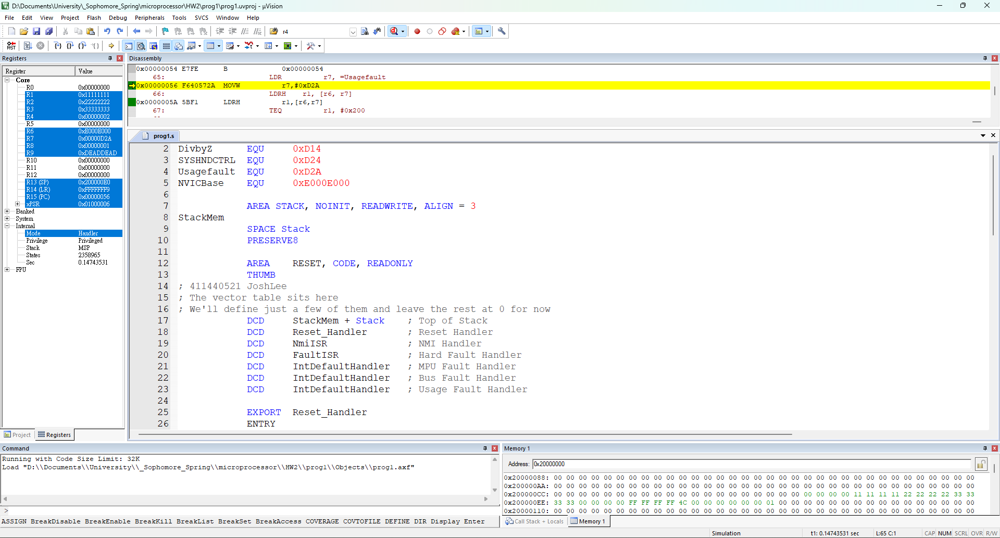 D:\Documents\University\_Sophomore_Spring\microprocessor\HW2\prog1\prog1.uvproj - µVision
File Edit View Project Flash Debug Peripherals Tools SVCS Window Help
r4
Registers
Register Value
Core
R0 0x00000000
R1 0x11111111
R2 0x22222222
R3 0x33333333
R4 0x00000002
R5 0x00000000
R6 0xE000E000
R7 0x00000D2A
R8 0x00000001
R9 0xDEADDEAD
R10 0x00000000
R11 0x00000000
R12 0x00000000
R13 (SP) 0x200000E0
R14 (LR) 0xFFFFFFF9
R15 (PC) 0x00000056
xPSR 0x01000006
Banked
System
Internal
Mode Handler
Privilege Privileged
Stack MSP
States 2358965
Sec 0.14743531
FPU
Project Registers
Disassembly
0x00000054 E7FE B 0x00000054
65: LDR r7, =Usagefault
0x00000056 F640572A MOVW r7,#0xD2A
66: LDRH r1, [r6, r7]
0x0000005A 5BF1 LDRH r1,[r6,r7]
67: TEQ r1, #0x200
prog1.s
2 DivbyZ EQU 0xD14
3 SYSHNDCTRL EQU 0xD24
4 Usagefault EQU 0xD2A
5 NVICBase EQU 0xE000E000
6
7 AREA STACK, NOINIT, READWRITE, ALIGN = 3
8 StackMem
9 SPACE Stack
10 PRESERVE8
11
12 AREA RESET, CODE, READONLY
13 THUMB
14 ; 411440521 JoshLee
15 ; The vector table sits here
16 ; We'll define just a few of them and leave the rest at 0 for now
17 DCD StackMem + Stack ; Top of Stack
18 DCD Reset_Handler ; Reset Handler
19 DCD NmiISR ; NMI Handler
20 DCD FaultISR ; Hard Fault Handler
21 DCD IntDefaultHandler ; MPU Fault Handler
22 DCD IntDefaultHandler ; Bus Fault Handler
23 DCD IntDefaultHandler ; Usage Fault Handler
24
25 EXPORT Reset_Handler
26 ENTRY
Command
Running with Code Size Limit: 32K
Load "D:\\Documents\\University\\_Sophomore_Spring\\microprocessor\\HW2\\prog1\\Objects\\prog1.axf"
>
ASSIGN BreakDisable BreakEnable BreakKill BreakList BreakSet BreakAccess COVERAGE COVTOFILE DEFINE DIR Display Enter
Memory 1
Address: 0x20000000
0x20000088: 00 00 00 00 00 00 00 00 00 00 00 00 00 00 00 00 00 00 00 00 00 00 00 00 00 00 00 00 00 00 00 00 00 00
0x200000AA: 00 00 00 00 00 00 00 00 00 00 00 00 00 00 00 00 00 00 00 00 00 00 00 00 00 00 00 00 00 00 00 00 00 00
0x200000CC: 00 00 00 00 00 00 00 00 00 00 00 00 00 00 00 00 00 00 00 00 00 00 00 00 11 11 11 11 22 22 22 22 33 33
0x200000EE: 33 33 00 00 00 00 FF FF FF FF 4C 00 00 00 00 00 00 01 00 00 00 00 00 00 00 00 00 00 00 00 00 00 00 00
0x20000110: 00 00 00 00 00 00 00 00 00 00 00 00 00 00 00 00 00 00 00 00 00 00 00 00 00 00 00 00 00 00 00 00 00 00
Call Stack + Locals Memory 1
Simulation t1: 0.14743531 sec L:65 C:1 CAP NUM SCRL OVR R/W